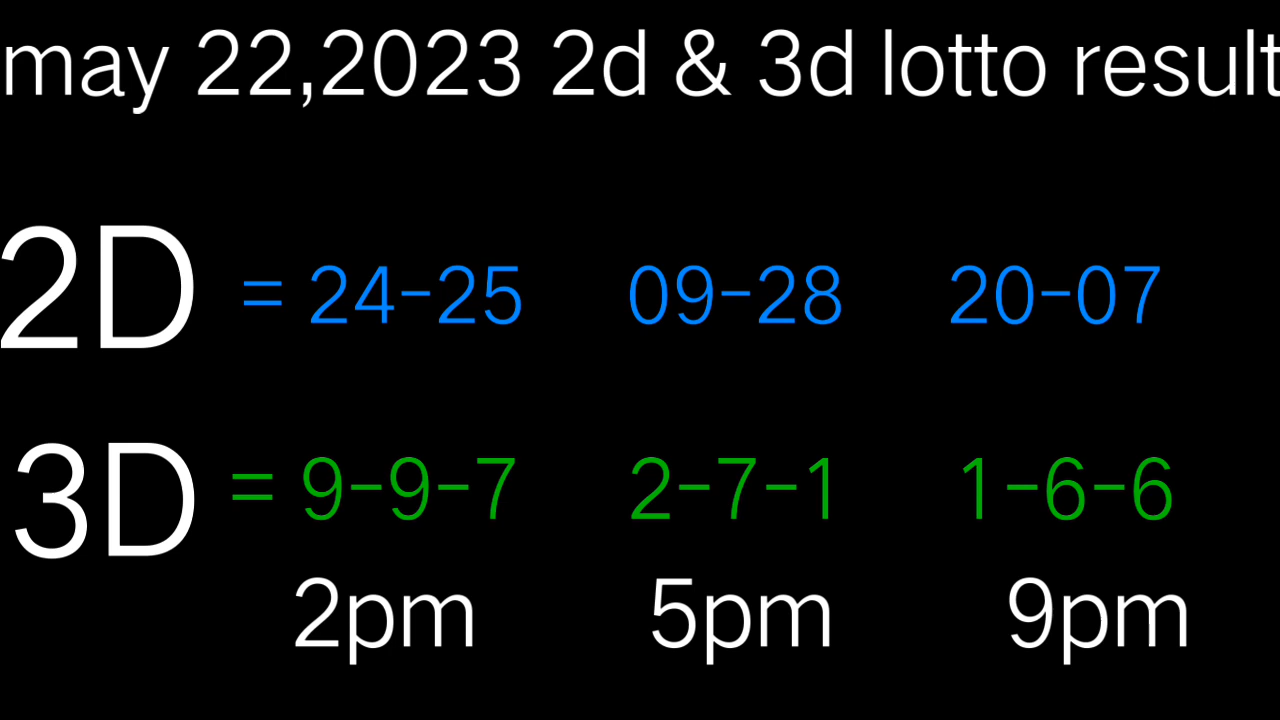 may 22,2023 2d & 3d lotto result
2D = 24-25 09-28 20-07
3D = 9-9-7 2-7-1 1-6-6
2pm 5pm 9pm